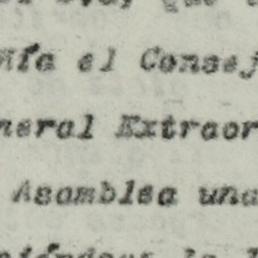 nía el Consej
neral Extraor
Asamblea una